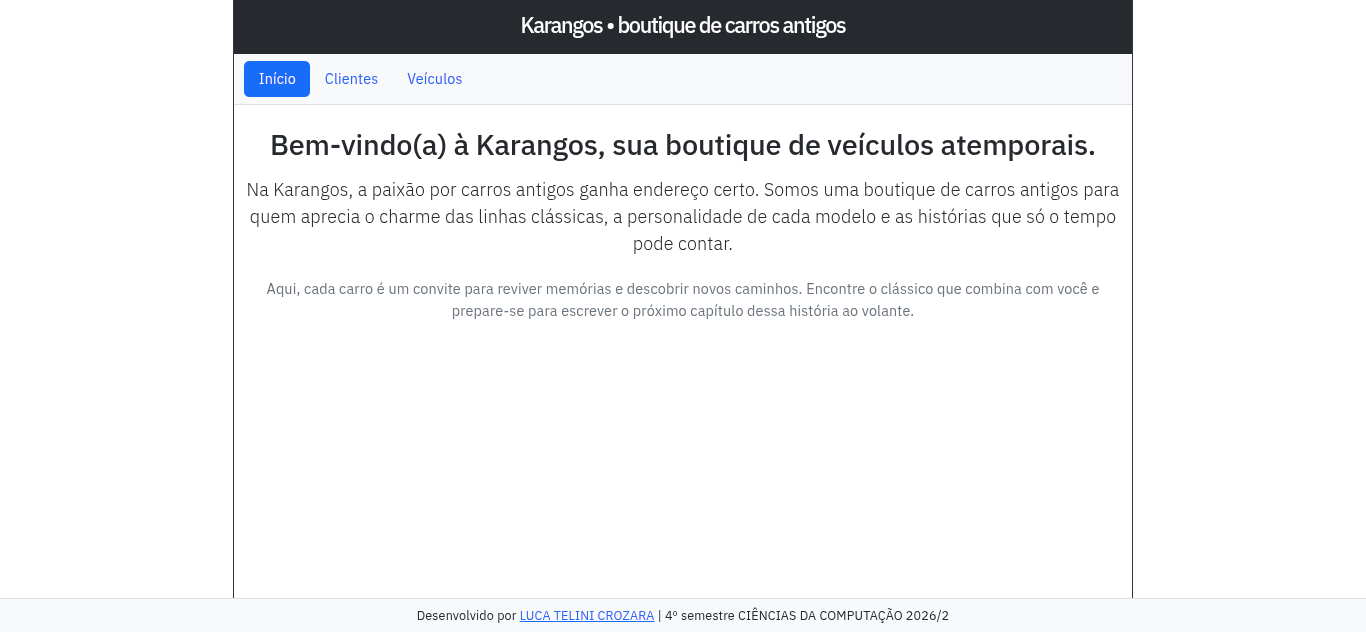 Karangos • boutique de carros antigos
Início Clientes Veículos
Bem-vindo(a) à Karangos, sua boutique de veículos atemporais.
Na Karangos, a paixão por carros antigos ganha endereço certo. Somos uma boutique de carros antigos para
quem aprecia o charme das linhas clássicas, a personalidade de cada modelo e as histórias que só o tempo
pode contar.
Aqui, cada carro é um convite para reviver memórias e descobrir novos caminhos. Encontre o clássico que combina com você e
prepare-se para escrever o próximo capítulo dessa história ao volante.
Desenvolvido por LUCA TELINI CROZARA | 4º semestre CIÊNCIAS DA COMPUTAÇÃO 2026/2